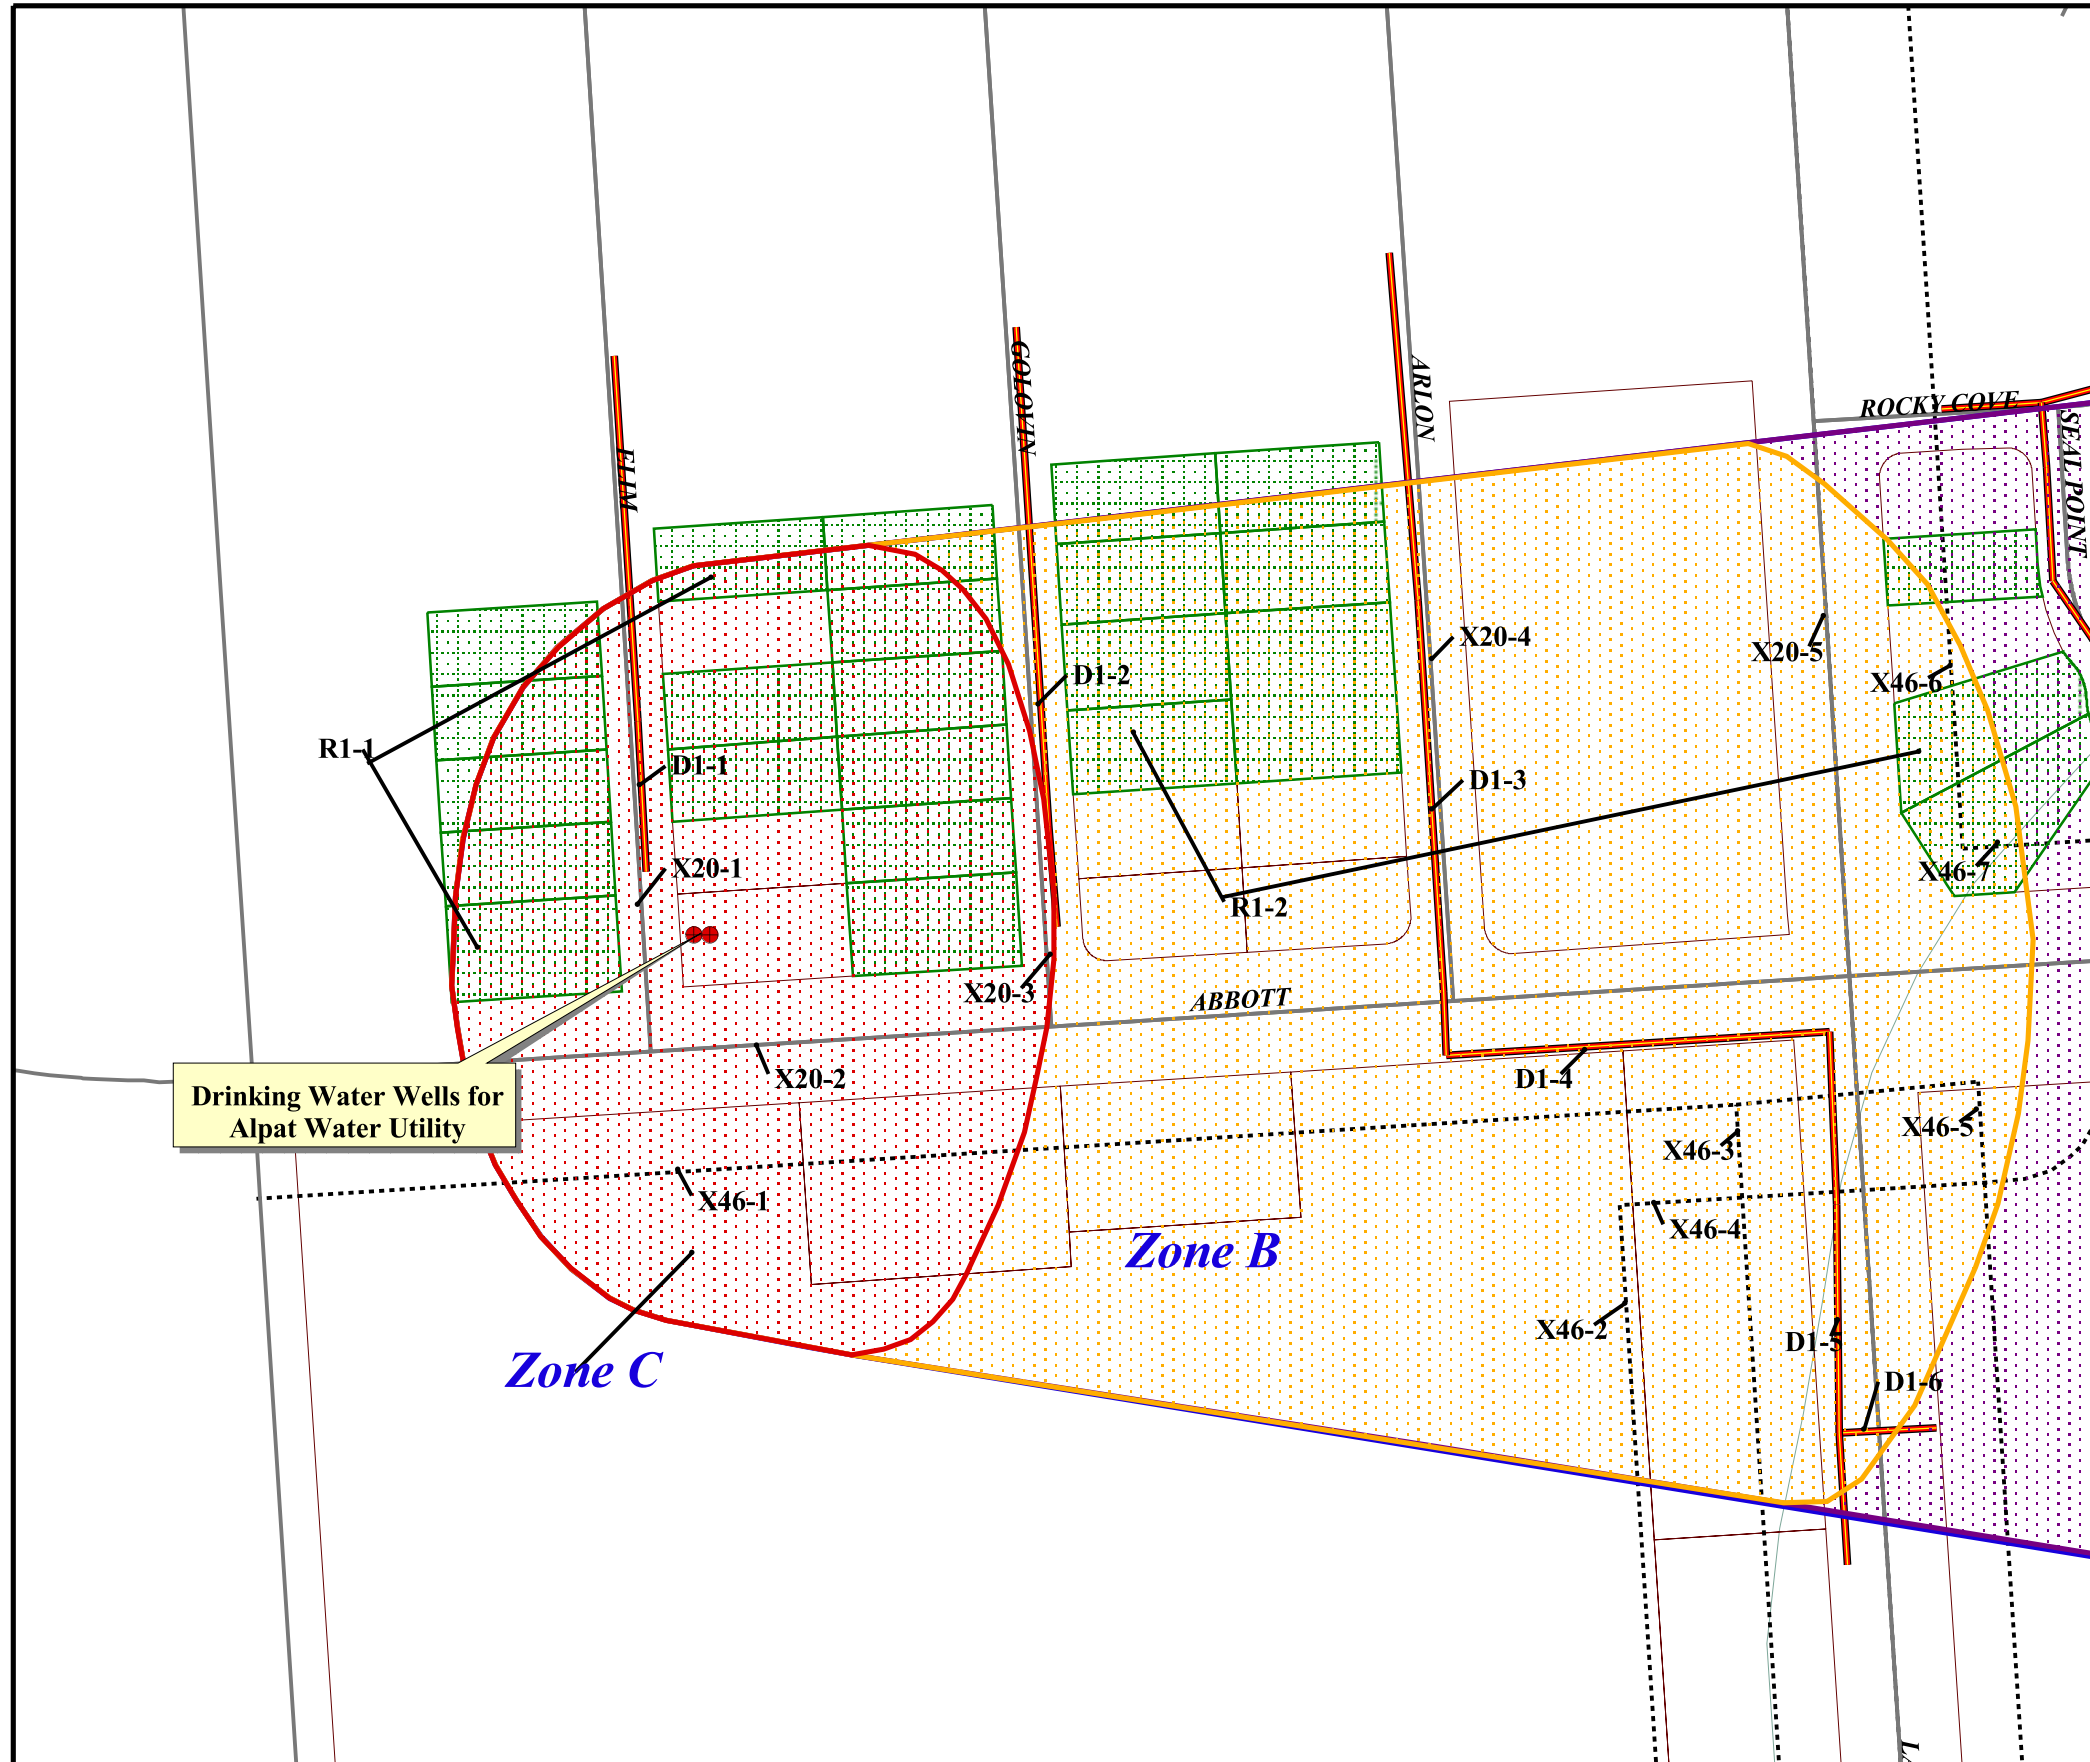 GOLOVIN
ARLON
ROCKY COVE
SEAL POINT
ELIM
X20-4
X20-5
D1-2
X46-6
R1-1
D1-1
D1-3
X20-1
X46-7
R1-2
X20-3
ABBOTT
Drinking Water Wells for
Alpat Water Utility
X20-2
D1-4
X46-5
X46-3
X46-1
X46-4
Zone B
X46-2
D1-5
Zone C
D1-6